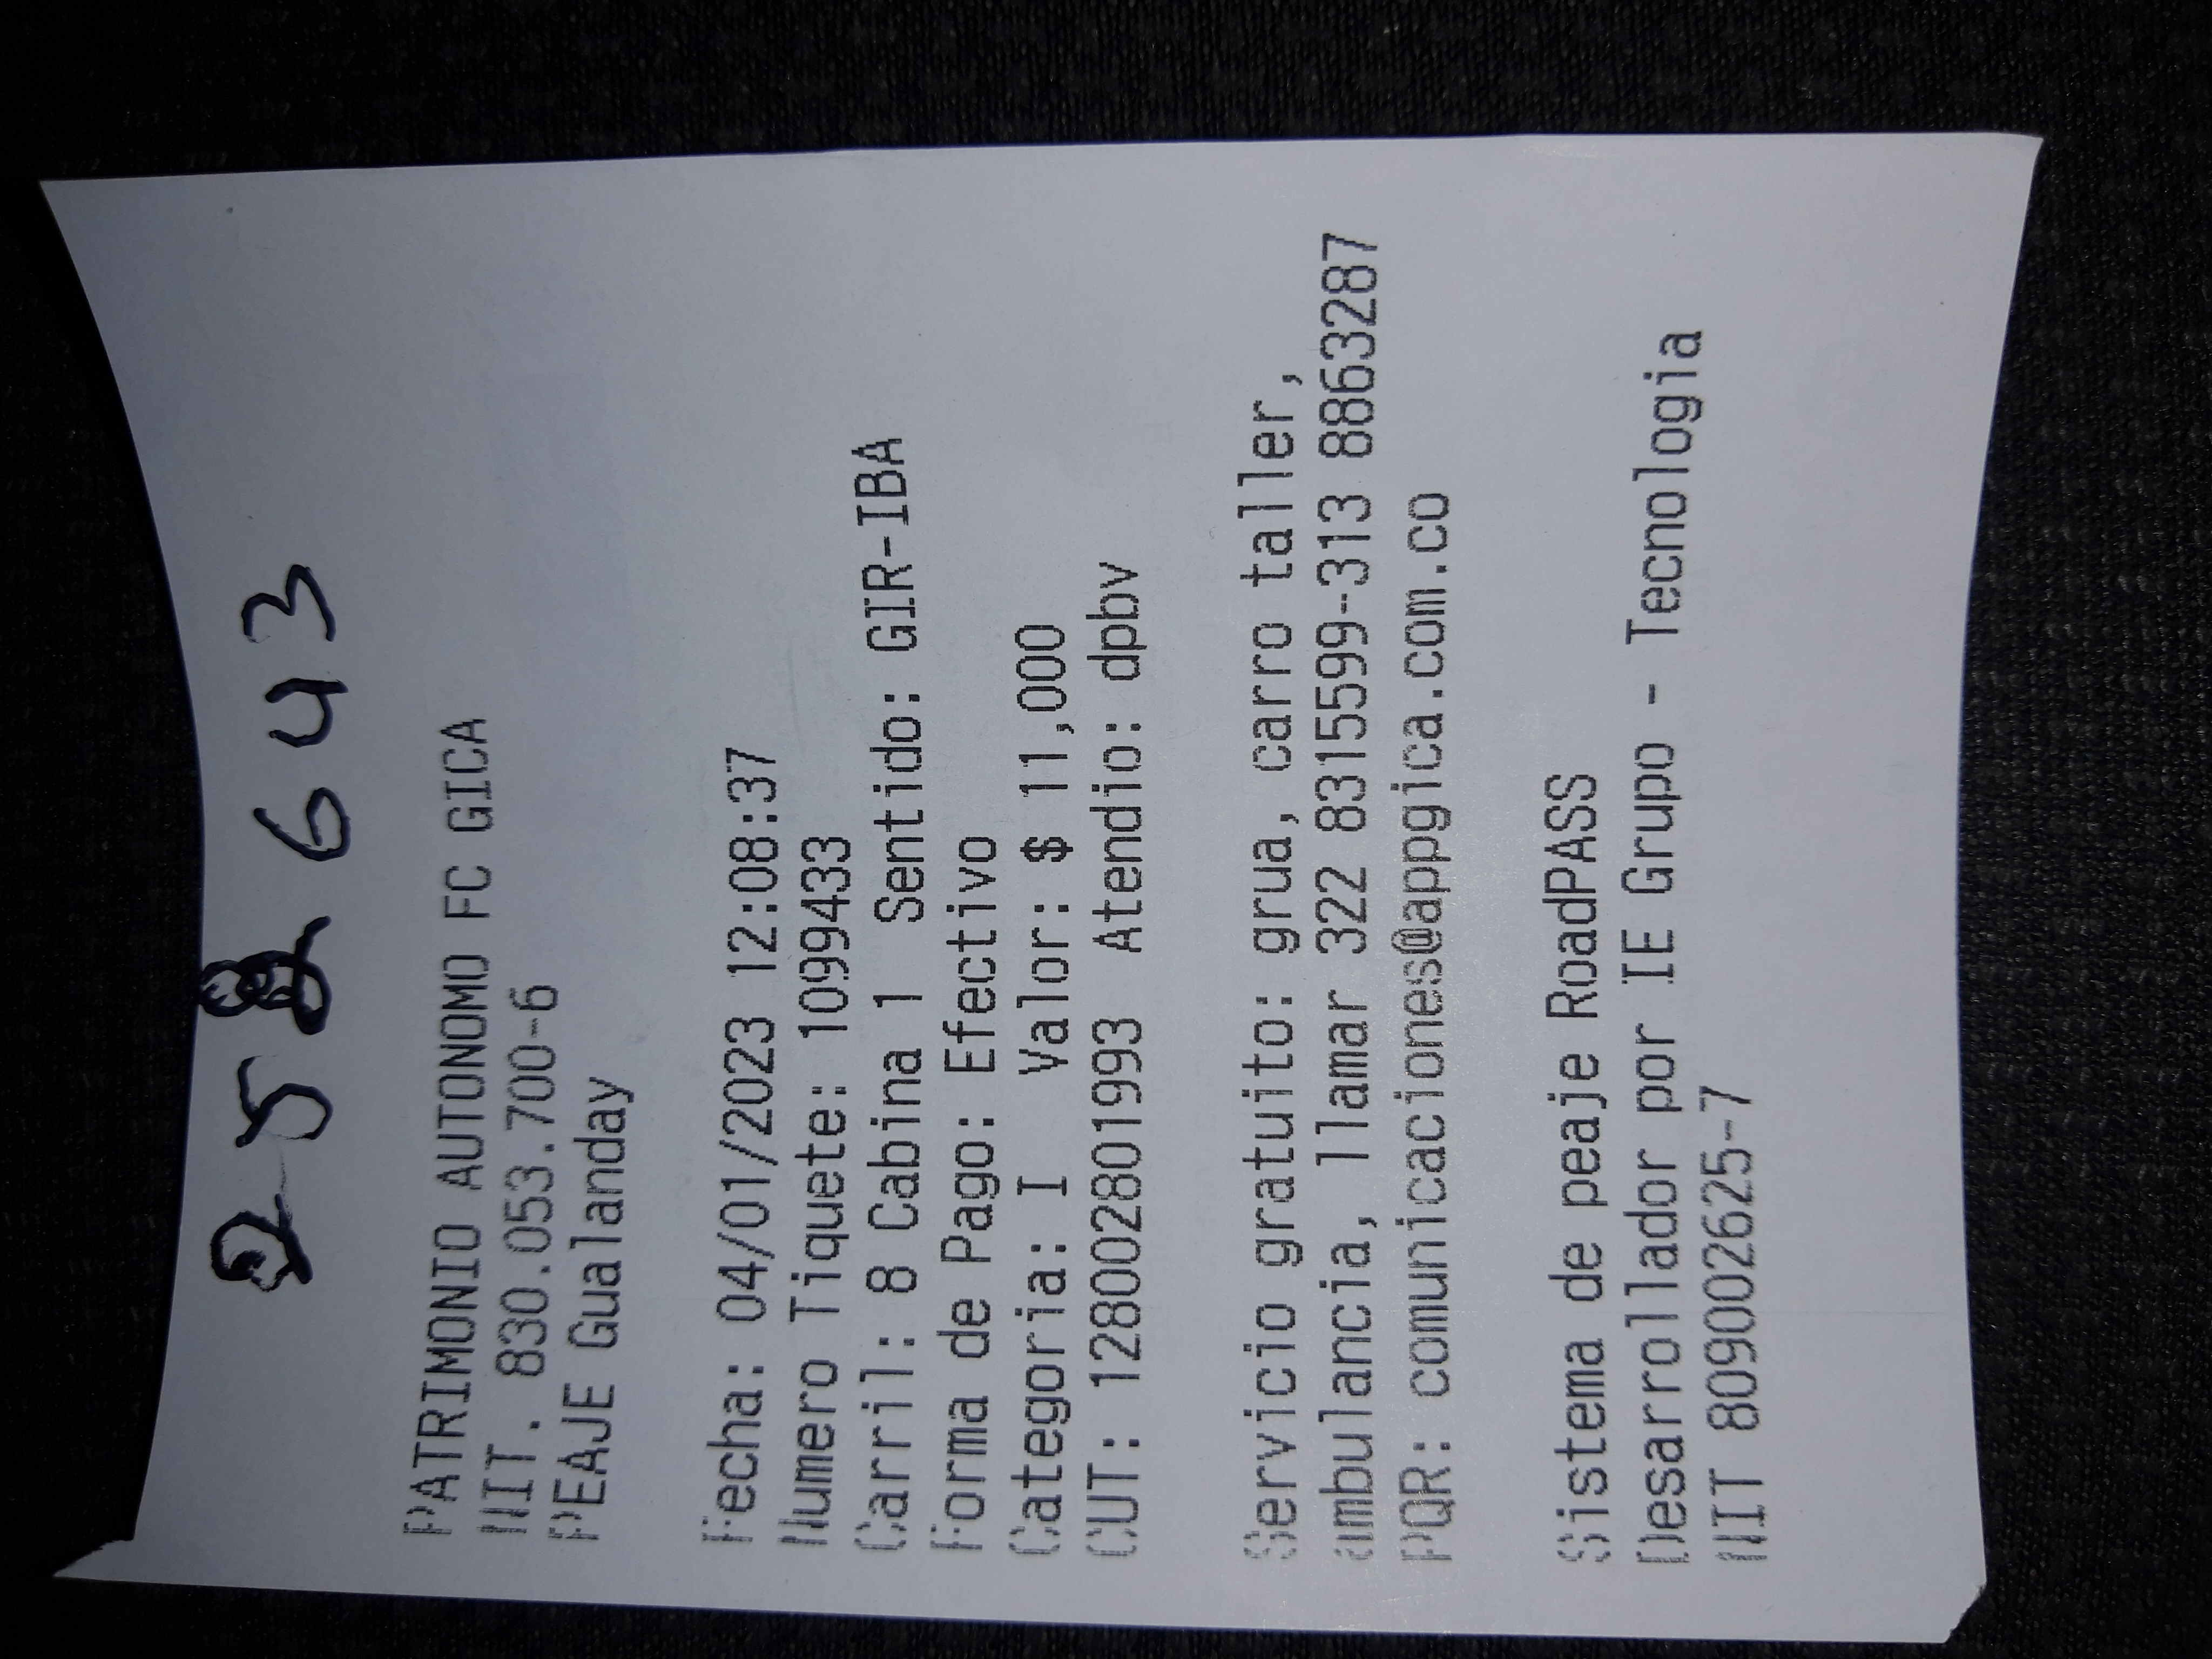 643
PATRIMONIO AUTONOMO FC GICA
NIT. 830.053.700-6
PEAJE Gualanday
Fecha: 04/01/2023 12:08:37
Numero Tiquete: 1099433
Carril: 8 Cabina 1 Sentido: GIR-IBA
Forma de Pago: Efectivo
Categoria: I Valor: $ 11,000
CUT: 128002801993 Atendio: dpbv
Servicio gratuito: grua, carro taller,
ambulancia, llamar 322 8315599-313 8863287
PQR: comunicaciones@appgica.com.co
Sistema de peaje RoadPASS
Desarrollador por IE Grupo - Tecnologia
NIT 809002625-7